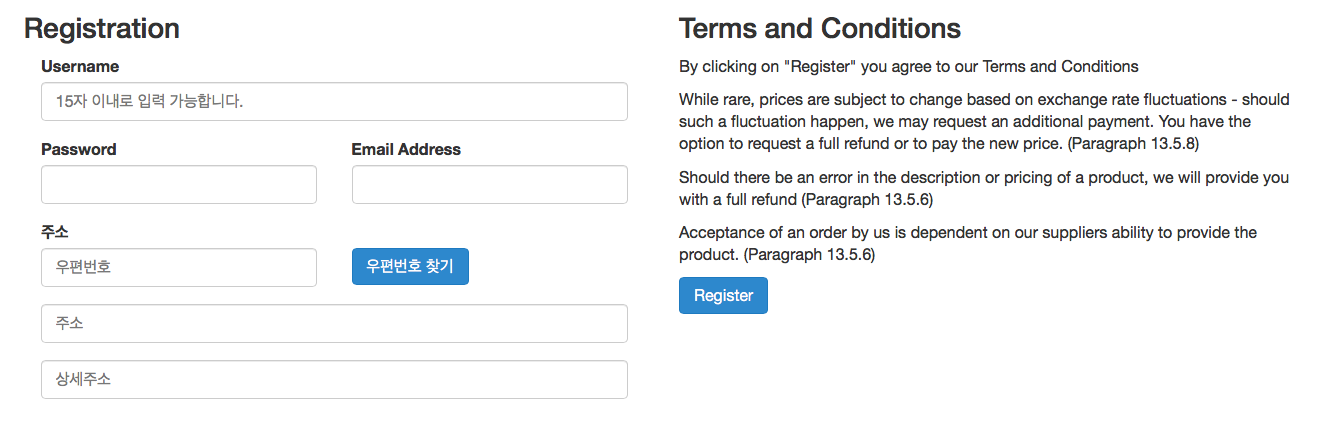 Registration
Username
15자 이내로 입력 가능합니다.
Password
Email Address
주소
우편번호
우편번호 찾기
주소
상세주소
Terms and Conditions
By clicking on "Register" you agree to our Terms and Conditions
While rare, prices are subject to change based on exchange rate fluctuations - should
such a fluctuation happen, we may request an additional payment. You have the
option to request a full refund or to pay the new price. (Paragraph 13.5.8)
Should there be an error in the description or pricing of a product, we will provide you
with a full refund (Paragraph 13.5.6)
Acceptance of an order by us is dependent on our suppliers ability to provide the
product. (Paragraph 13.5.6)
Register